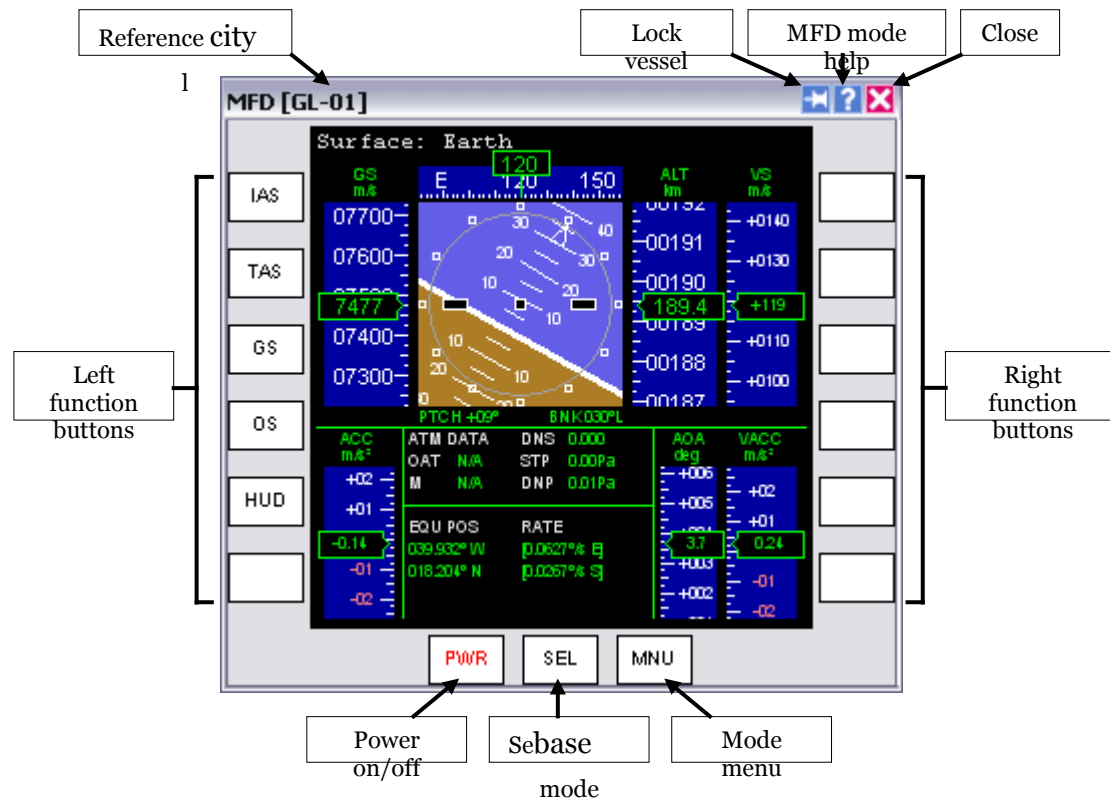 Reference city
l
Lock
vessel
MFD mode
help
Close
MFD [GL-01]
Surface: Earth
GS
m/s
E 120 150
120
ALT
km
VS
m/s
IAS
TAS
GS
OS
HUD
07700
07600
7477
07400
07300
30
40
20
30
10
20
10
10
20
10
00191
00190
189.4
00189
00188
00187
+0140
+0130
+119
+0110
+0100
PTCH +09° BNK030°L
Left
function
buttons
Right
function
buttons
ACC
m/s²
+02
+01
-0.14
-01
-02
ATM DATA DNS 0.000
OAT N/A STP 0.00Pa
M N/A DNP 0.01Pa
EQU POS RATE
039.932° W [0.0627°/s E]
018.204° N [0.0267°/s S]
AOA
deg
+006
+005
3.7
+003
+002
VACC
m/s²
+02
+01
0.24
-01
-02
PWR
SEL
MNU
Power
on/off
Sebase
mode
Mode
menu